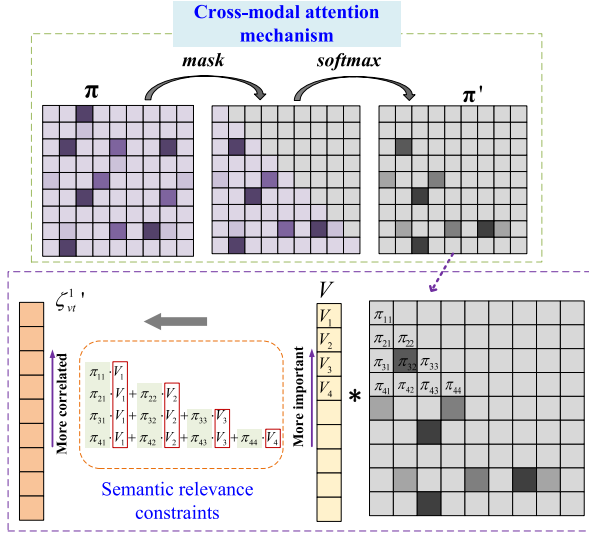 Cross-modal attention
mechanism
mask
softmax
π
π'
ζ¹ᵥₜ'
More correlated
π₁₁·V₁
π₂₁·V₁+π₂₂·V₂
π₃₁·V₁+π₃₂·V₂+π₃₃·V₃
π₄₁·V₁+π₄₂·V₂+π₄₃·V₃+π₄₄·V₄
Semantic relevance
constraints
More important
V
V₁
V₂
V₃
V₄
*
π₁₁
π₂₁ π₂₂
π₃₁ π₃₂ π₃₃
π₄₁ π₄₂ π₄₃ π₄₄